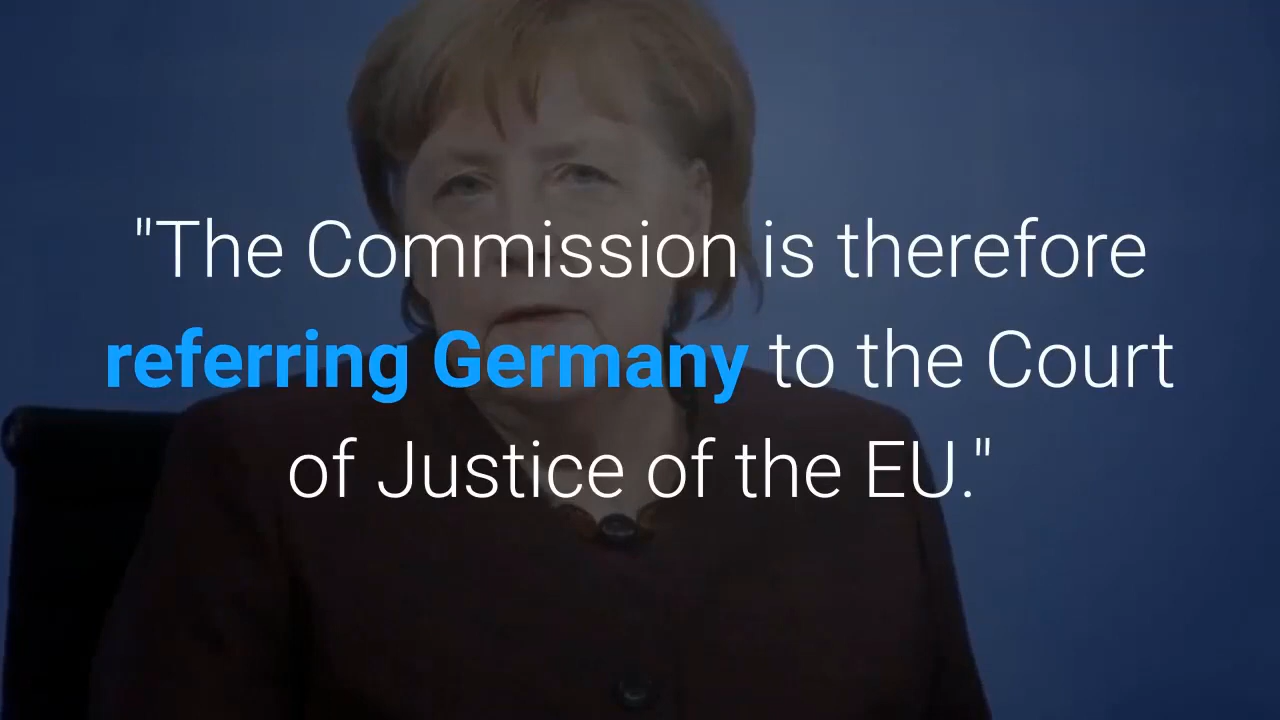 "The Commission is therefore
referring Germany to the Court
of Justice of the EU."